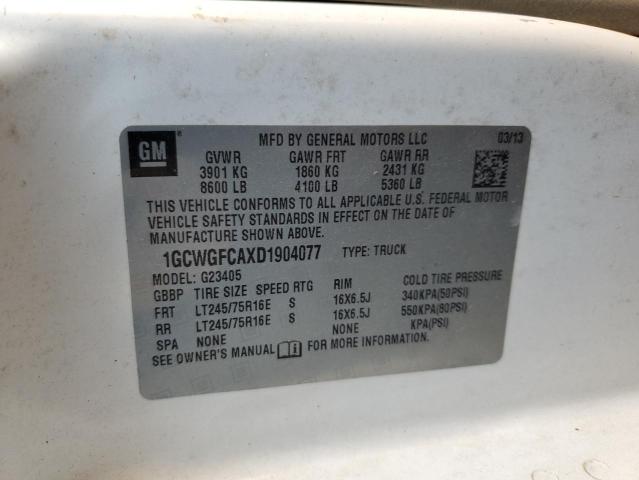 GM
®
MFD BY GENERAL MOTORS LLC 03/13
GVWR GAWR FRT GAWR RR
3901 KG 1860 KG 2431 KG
8600 LB 4100 LB 5360 LB
THIS VEHICLE CONFORMS TO ALL APPLICABLE U.S. FEDERAL MOTOR
VEHICLE SAFETY STANDARDS IN EFFECT ON THE DATE OF
MANUFACTURE SHOWN ABOVE.
1GCWGFCAXD1904077 TYPE: TRUCK
MODEL: G23405
GBBP TIRE SIZE SPEED RTG RIM COLD TIRE PRESSURE
FRT LT245/75R16E S 16X6.5J 340KPA(50PSI)
RR LT245/75R16E S 16X6.5J 550KPA(80PSI)
SPA NONE NONE KPA(PSI)
SEE OWNER'S MANUAL FOR MORE INFORMATION.